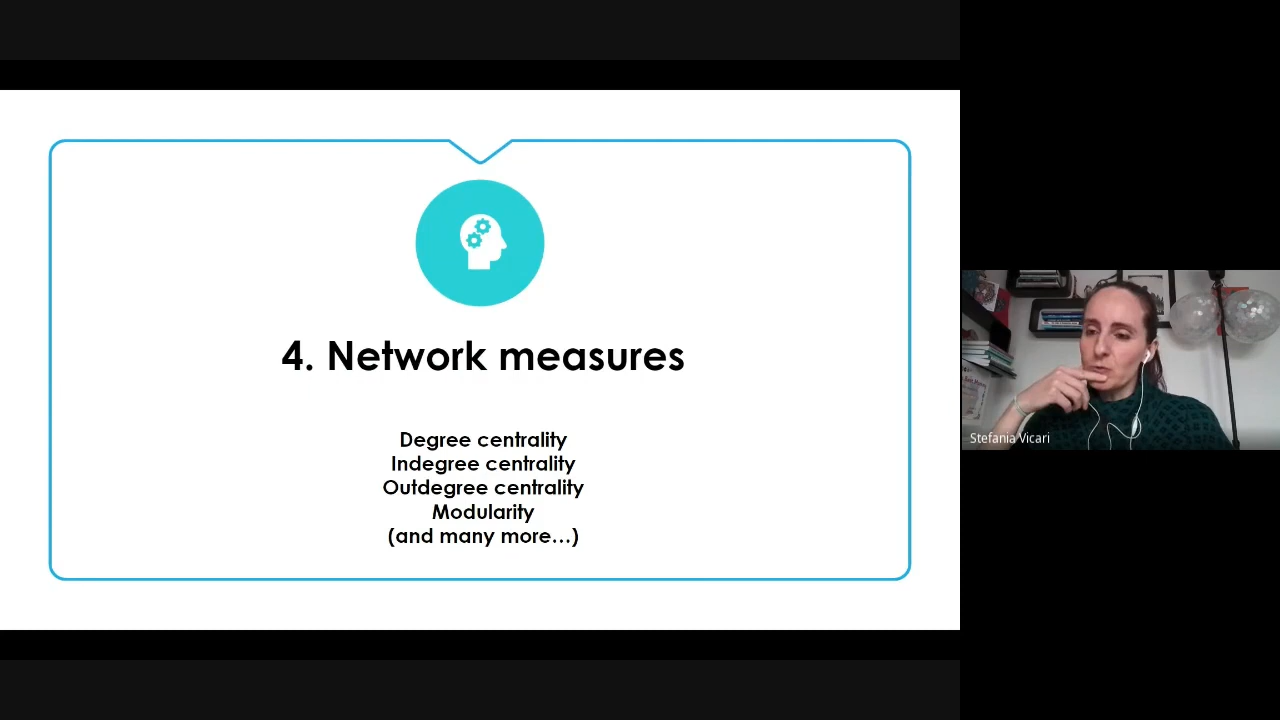 4. Network measures
Degree centrality
Indegree centrality
Outdegree centrality
Modularity
(and many more…)
Stefania Vicari